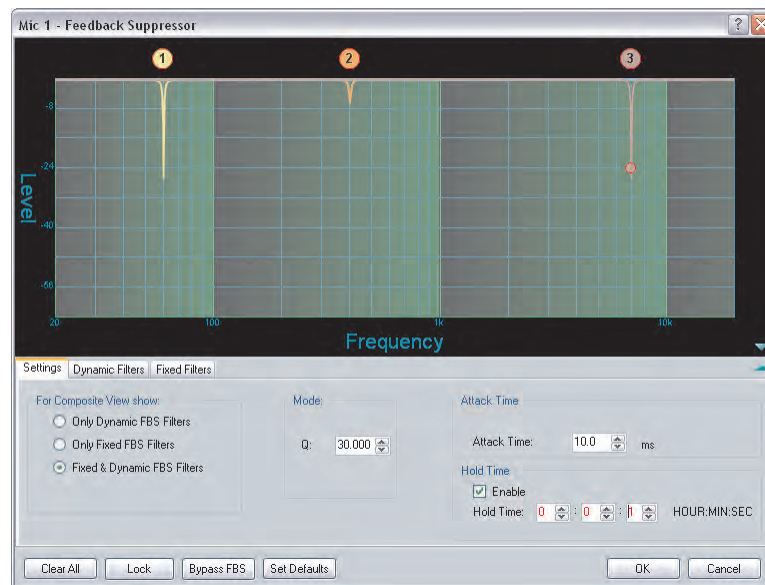 Mic 1 - Feedback Suppressor
?
1 2 3
-8
-24
-40
-56
Level
20 100 1k 10k
Frequency
Settings Dynamic Filters Fixed Filters
For Composite View show:
Only Dynamic FBS Filters
Only Fixed FBS Filters
Fixed & Dynamic FBS Filters
Mode:
Q: 30.000
Attack Time
Attack Time: 10.0 ms
Hold Time
Enable
Hold Time: 0 : 0 : 1 HOUR:MIN:SEC
Clear All Lock Bypass FBS Set Defaults OK Cancel